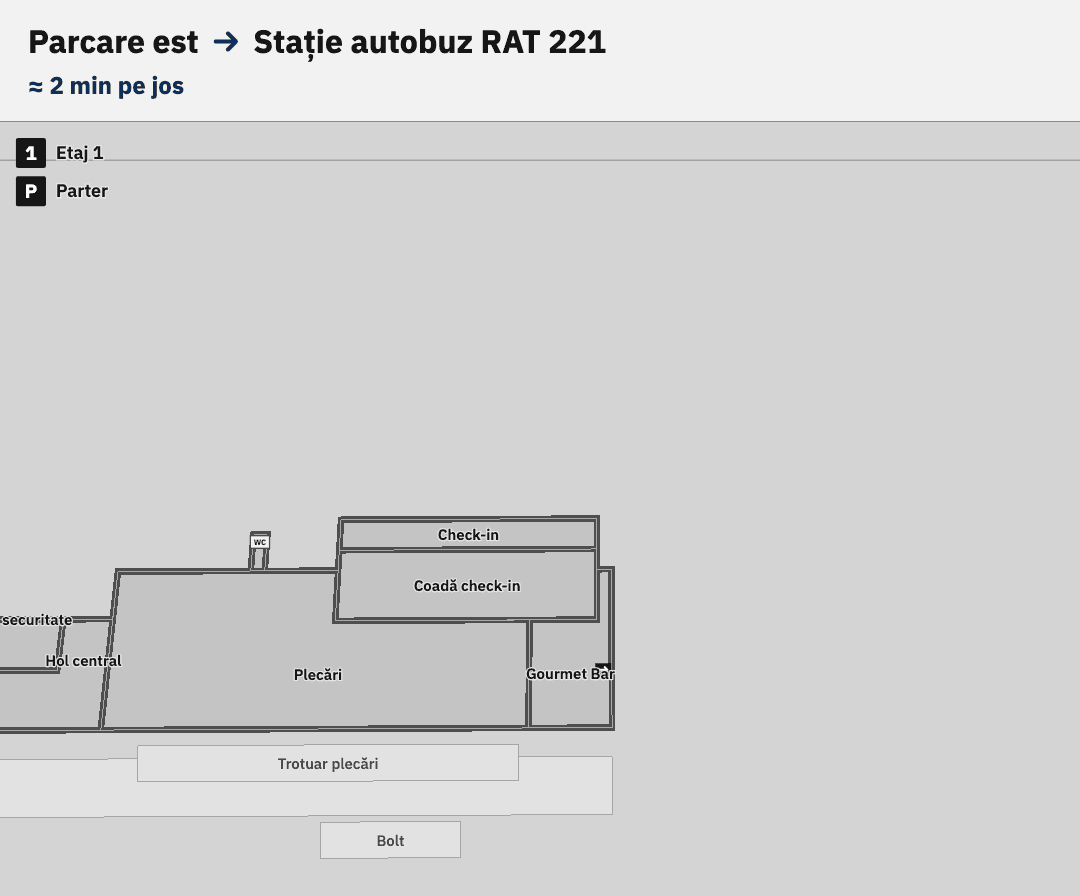 Parcare est → Stație autobuz RAT 221
≈ 2 min pe jos
1 Etaj 1
P Parter
WC
Check-in
Coadă check-in
securitate
Hol central
Plecări
Gourmet Bar
Trotuar plecări
Bolt